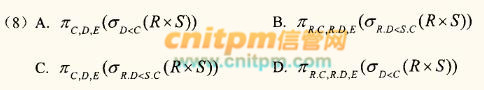 (8) A. π_{C,D,E}(σ_{D<C}(R×S)) B. π_{R.C,R.D,E}(σ_{R.D<S.C}(R×S))
cnitpm信管网
C. π_{C,D,E}(σ_{R.D<S.C}(R×S)) D. π_{R.C,R.D,E}(σ_{D<C}(R×S))
www.cnitpm.com